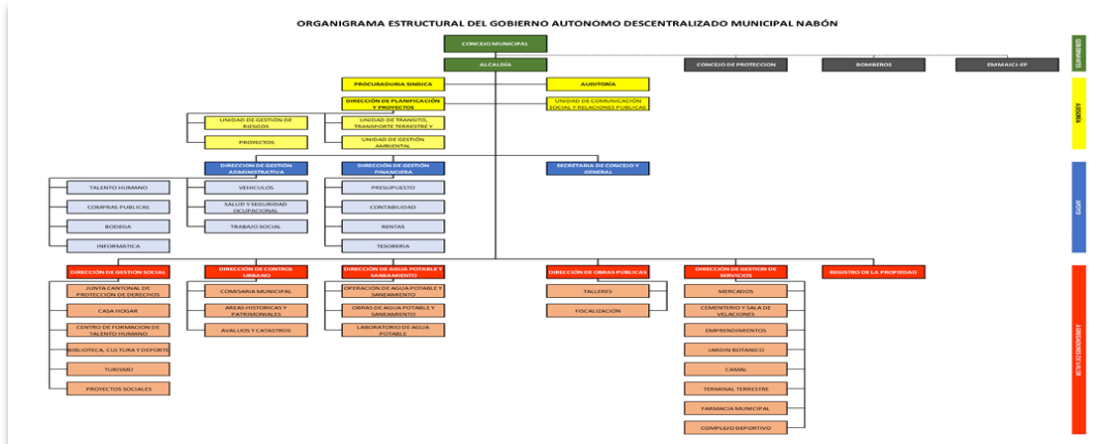 ORGANIGRAMA ESTRUCTURAL DEL GOBIERNO AUTONOMO DESCENTRALIZADO MUNICIPAL NABÓN
CONCEJO MUNICIPAL
GOBERNANTE
ALCALDÍA
CONCEJO DE PROTECCION
BOMBEROS
EMMAICJ-EP
PROCURADURIA SINDICA
AUDITORÍA
ASESORÍA
DIRECCIÓN DE PLANIFICACIÓN
Y PROYECTOS
UNIDAD DE COMUNICACIÓN
SOCIAL Y RELACIONES PUBLICAS
UNIDAD DE GESTIÓN DE
RIESGOS
UNIDAD DE TRANSITO,
TRANSPORTE TERRESTRE Y
PROYECTOS
UNIDAD DE GESTIÓN
AMBIENTAL
DIRECCION DE GESTIÓN
ADMINISTRATIVA
DIRECCIÓN DE GESTIÓN
FINANCIERA
SECRETARIA DE CONCEJO Y
GENERAL
APOYO
TALENTO HUMANO
VEHICULOS
PRESUPUESTO
COMPRAS PUBLICAS
SALUD Y SEGURIDAD
OCUPACIONAL
CONTABILIDAD
BODEGA
TRABAJO SOCIAL
RENTAS
INFORMATICA
TESORERIA
DIRECCIÓN DE GESTIÓN SOCIAL
DIRECCIÓN DE CONTROL
URBANO
DIRECCIÓN DE AGUA POTABLE Y
SANEAMIENTO
DIRECCIÓN DE OBRAS PÚBLICAS
DIRECCIÓN DE GESTION DE
SERVICIOS
REGISTRO DE LA PROPIEDAD
AGREGADORES DE VALOR
JUNTA CANTONAL DE
PROTECCIÓN DE DERECHOS
COMISARIA MUNICIPAL
OPERACIÓN DE AGUA POTABLE Y
SANEAMIENTO
TALLERES
MERCADOS
CASA HOGAR
AREAS HISTORICAS Y
PATRIMONIALES
OBRAS DE AGUA POTABLE Y
SANEAMIENTO
FISCALIZACIÓN
CEMENTERIO Y SALA DE
VELACIONES
CENTRO DE FORMACION DE
TALENTO HUMANO
AVALUOS Y CATASTROS
LABORATORIO DE AGUA
POTABLE
EMPRENDIMIENTOS
BIBLIOTECA, CULTURA Y DEPORTE
JARDIN BOTANICO
TURISMO
CAMAL
PROYECTOS SOCIALES
TERMINAL TERRESTRE
FARMACIA MUNICIPAL
COMPLEJO DEPORTIVO